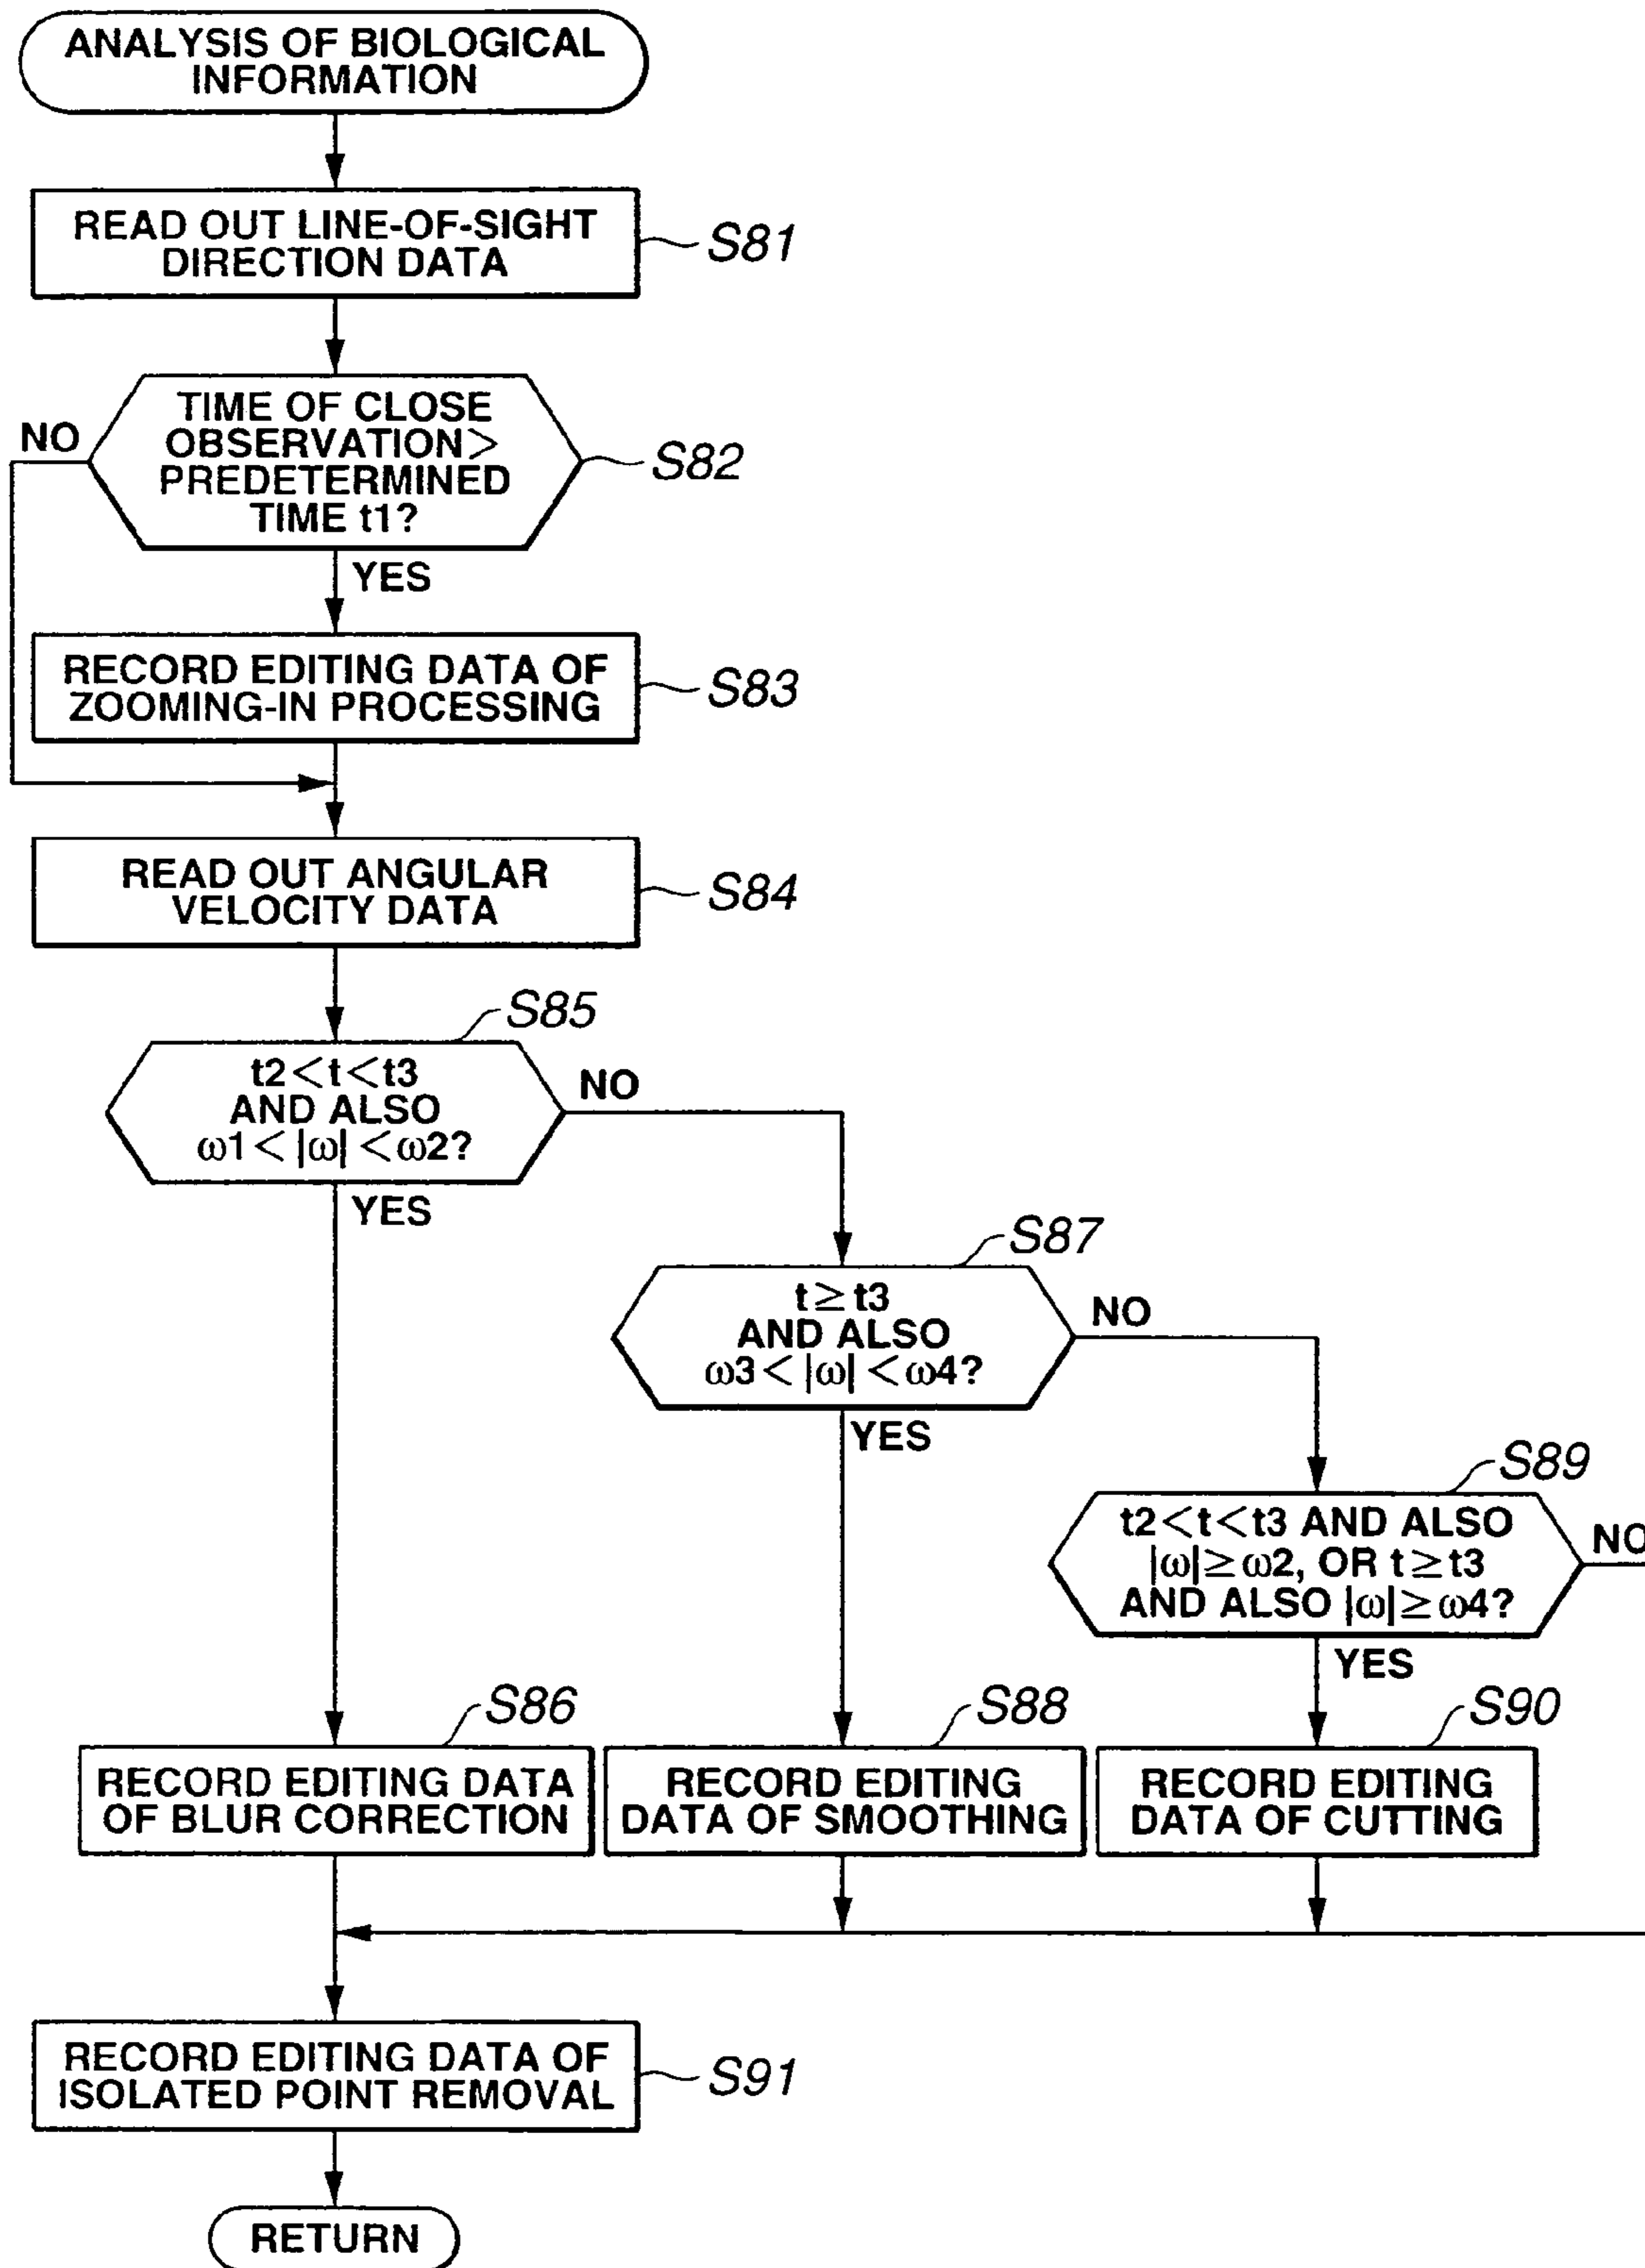 ANALYSIS OF BIOLOGICAL
INFORMATION
READ OUT LINE-OF-SIGHT
DIRECTION DATA
S81
TIME OF CLOSE
OBSERVATION>
PREDETERMINED
TIME t1?
NO
S82
YES
RECORD EDITING DATA OF
ZOOMING-IN PROCESSING
S83
READ OUT ANGULAR
VELOCITY DATA
S84
S85
t2<t<t3
AND ALSO
ω1<|ω|<ω2?
NO
YES
S87
t≥t3
AND ALSO
ω3<|ω|<ω4?
NO
YES
S89
t2<t<t3 AND ALSO
|ω|≥ω2, OR t≥t3
AND ALSO |ω|≥ω4?
NO
YES
S86
RECORD EDITING DATA
OF BLUR CORRECTION
S88
RECORD EDITING
DATA OF SMOOTHING
S90
RECORD EDITING
DATA OF CUTTING
RECORD EDITING DATA OF
ISOLATED POINT REMOVAL
S91
RETURN